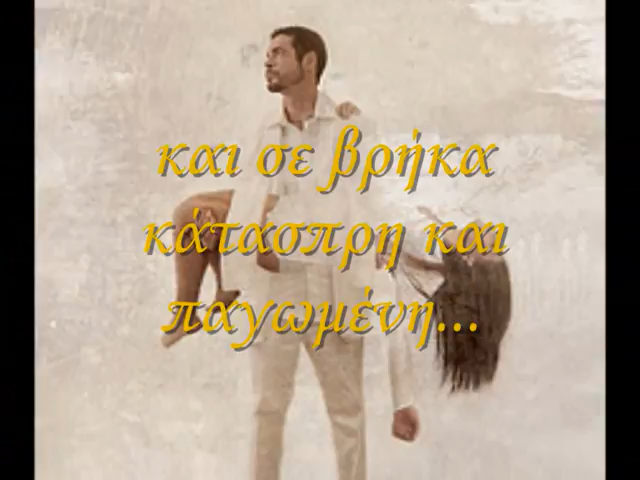 και σε βρήκα
κάτασπρη και
παγωμένη...